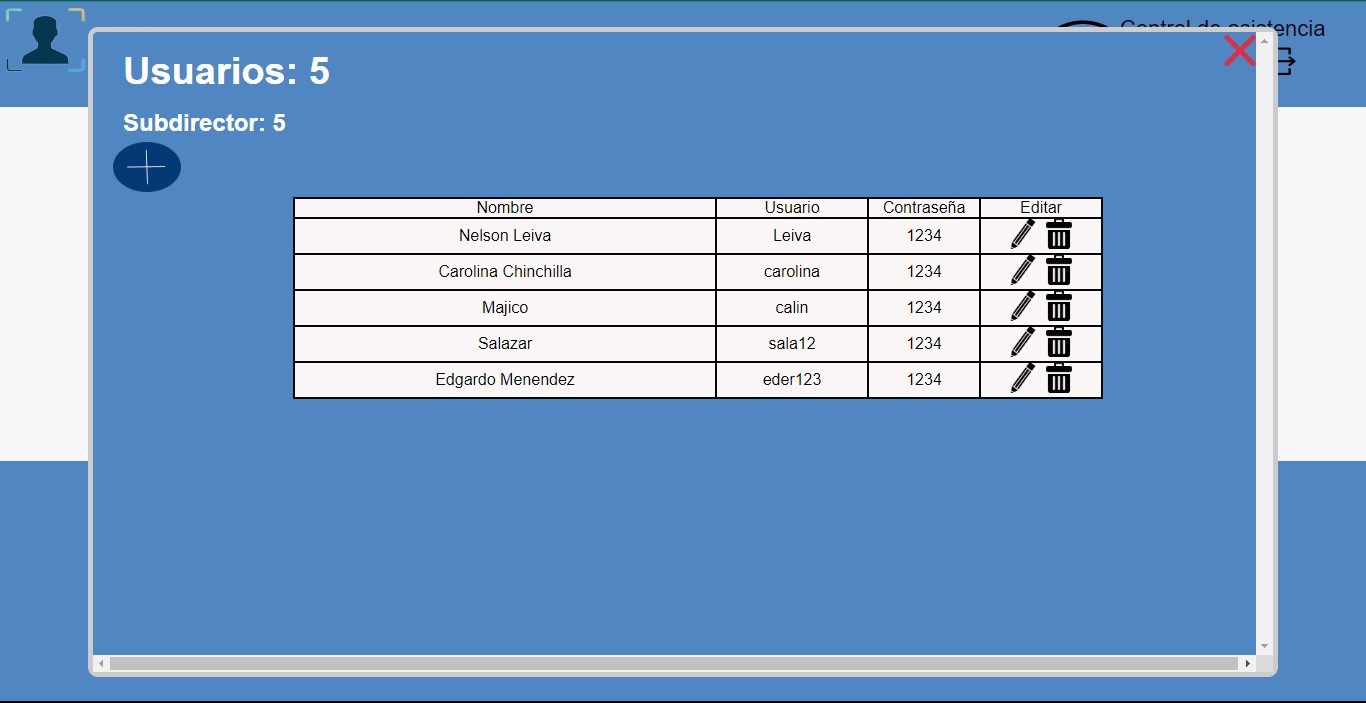 Control de asistencia
Usuarios: 5
Subdirector: 5
Nombre Usuario Contraseña Editar
Nelson Leiva Leiva 1234
Carolina Chinchilla carolina 1234
Majico calin 1234
Salazar sala12 1234
Edgardo Menendez eder123 1234